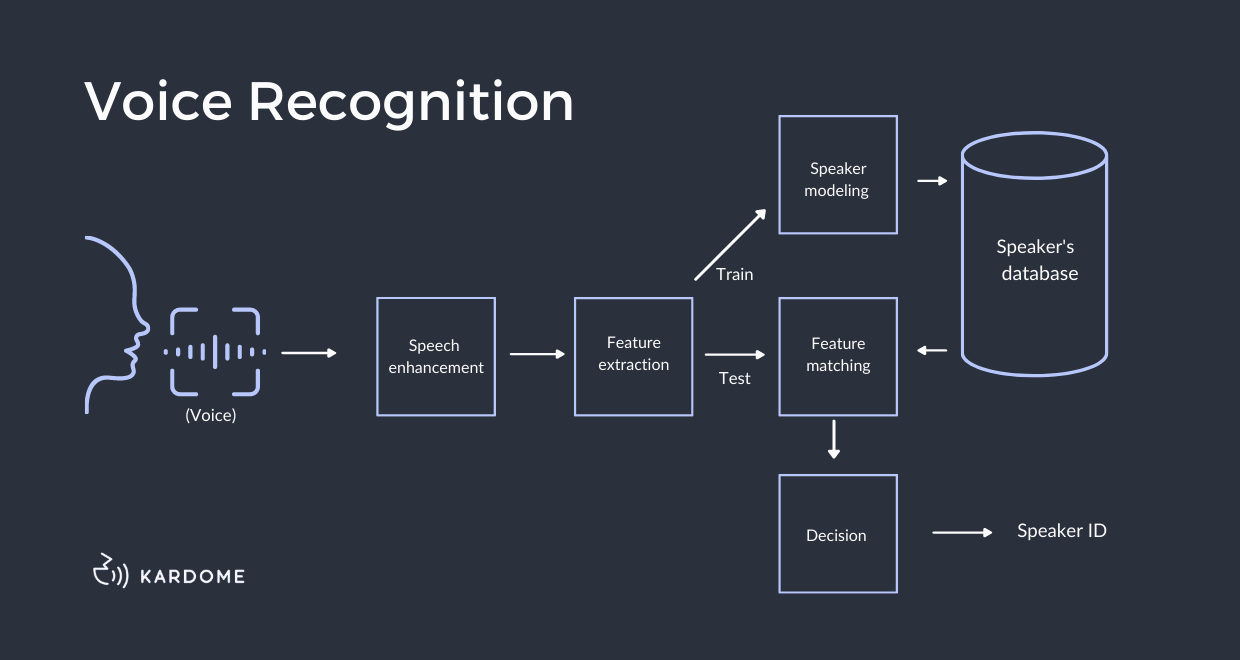 Voice Recognition
Speaker
modeling
Speaker's
database
Train
Speech
enhancement
Feature
extraction
Feature
matching
Test
(Voice)
Decision
Speaker ID
KARDOME